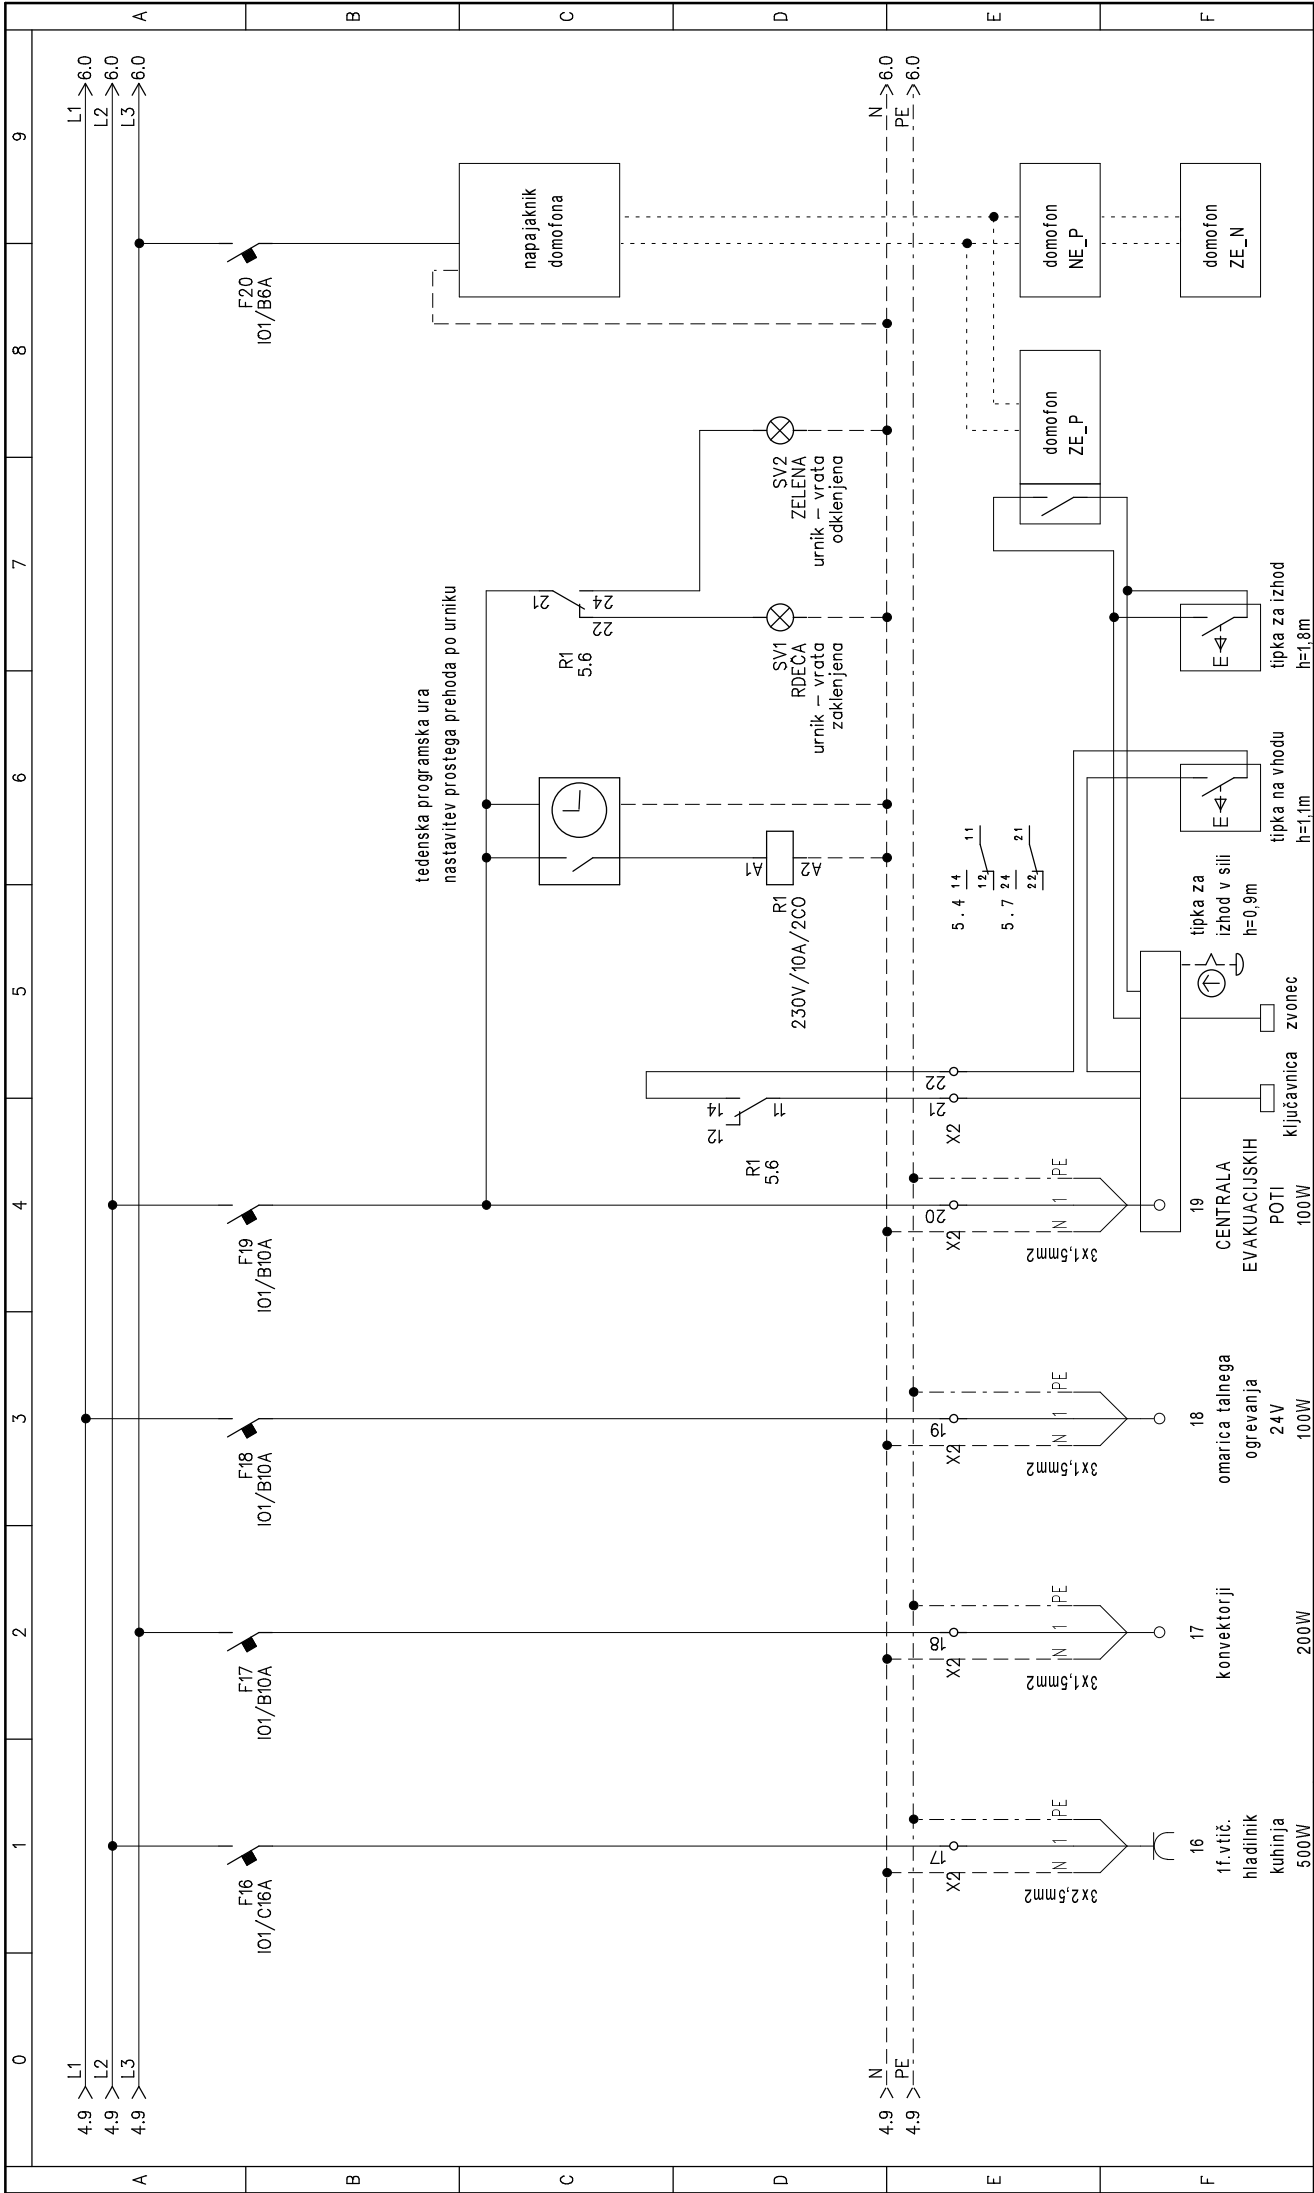 0 1 2 3 4 5 6 7 8 9
A
B
C
D
E
F
A
B
C
D
E
F
4.9 L1
4.9 L2
4.9 L3
L1 6.0
L2 6.0
L3 6.0
4.9 N
4.9 PE
N 6.0
PE 6.0
F16
I01/C16A
F17
I01/B10A
F18
I01/B10A
F19
I01/B10A
F20
I01/B6A
tedenska programska ura
nastavitev prostega prehoda po urniku
napajaknik
domofona
R1
5.6
21
22
24
R1
5.6
12
14
11
R1
230V/10A/2CO
A1
A2
SV1
RDEČA
urnik – vrata
zaklenjena
SV2
ZELENA
urnik – vrata
odklenjena
5.4
14
12
11
5.7
24
22
21
X2
17
N 1 PE
3x2,5mm2
X2
18
N 1 PE
3x1,5mm2
X2
19
N 1 PE
3x1,5mm2
X2
20
N 1 PE
3x1,5mm2
X2
21
22
domofon
ZE_P
domofon
NE_P
domofon
ZE_N
16
1f.vtič.
hladilnik
kuhinja
500W
17
konvektorji
200W
18
omarica talnega
ogrevanja
24V
100W
19
CENTRALA
EVAKUACIJSKIH
POTI
100W
ključavnica
zvonec
tipka za
izhod v sili
h=0,9m
E
tipka na vhodu
h=1,1m
E
tipka za izhod
h=1,8m